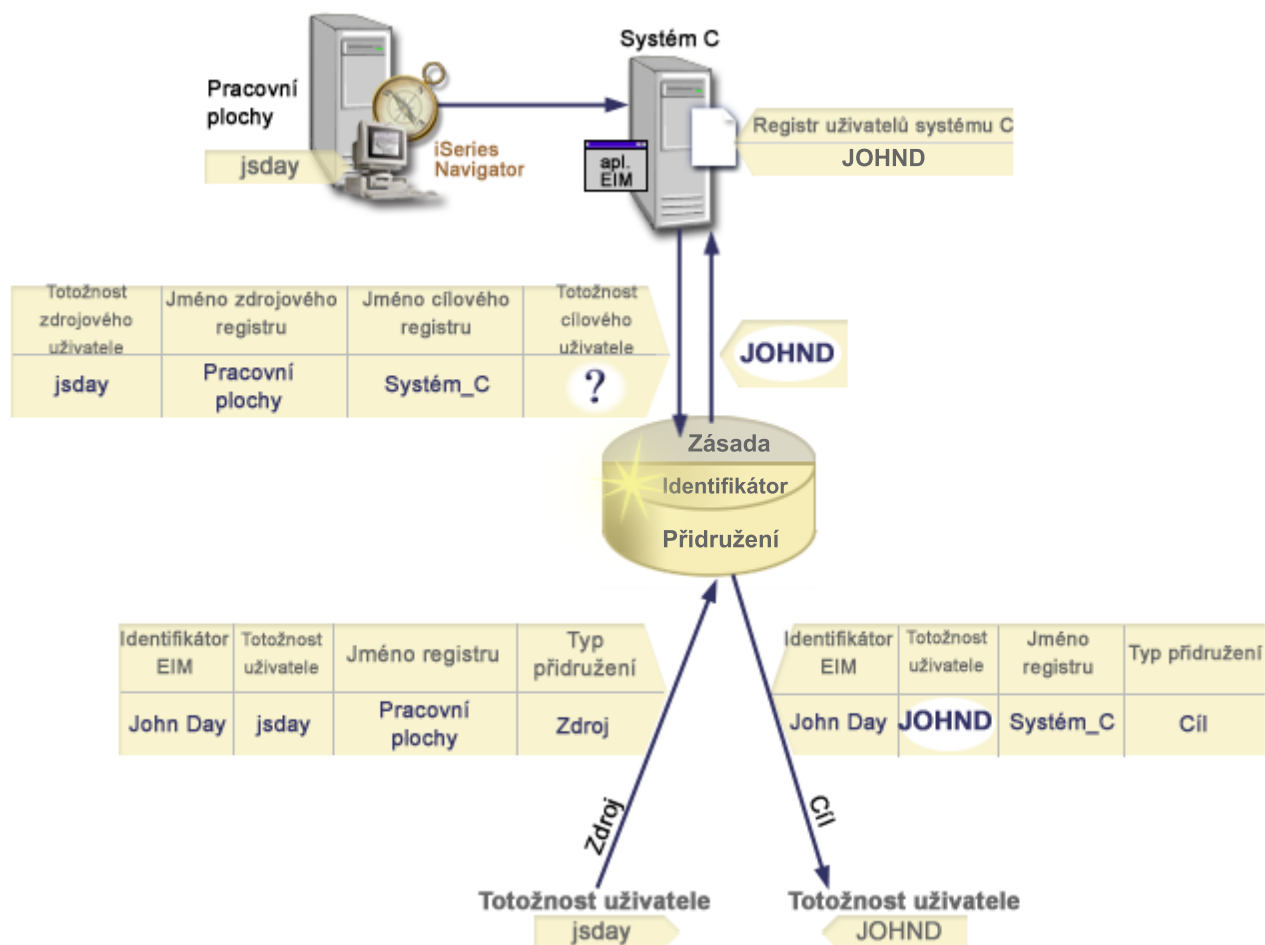 Systém C
Pracovní
plochy
jsday
iSeries
Navigator
apl.
EIM
Registr uživatelů systému C
JOHND
Totožnost
zdrojového
uživatele
Jméno zdrojového
registru
Jméno cílového
registru
Totožnost
cílového
uživatele
jsday
Pracovní
plochy
Systém_C
?
JOHND
Zásada
Identifikátor
Přidružení
Identifikátor
EIM
Totožnost
uživatele
Jméno registru
Typ
přidružení
John Day
jsday
Pracovní
plochy
Zdroj
Identifikátor
EIM
Totožnost
uživatele
Jméno
registru
Typ přidružení
John Day
JOHND
Systém_C
Cíl
Zdroj
Cíl
Totožnost uživatele
jsday
Totožnost uživatele
JOHND